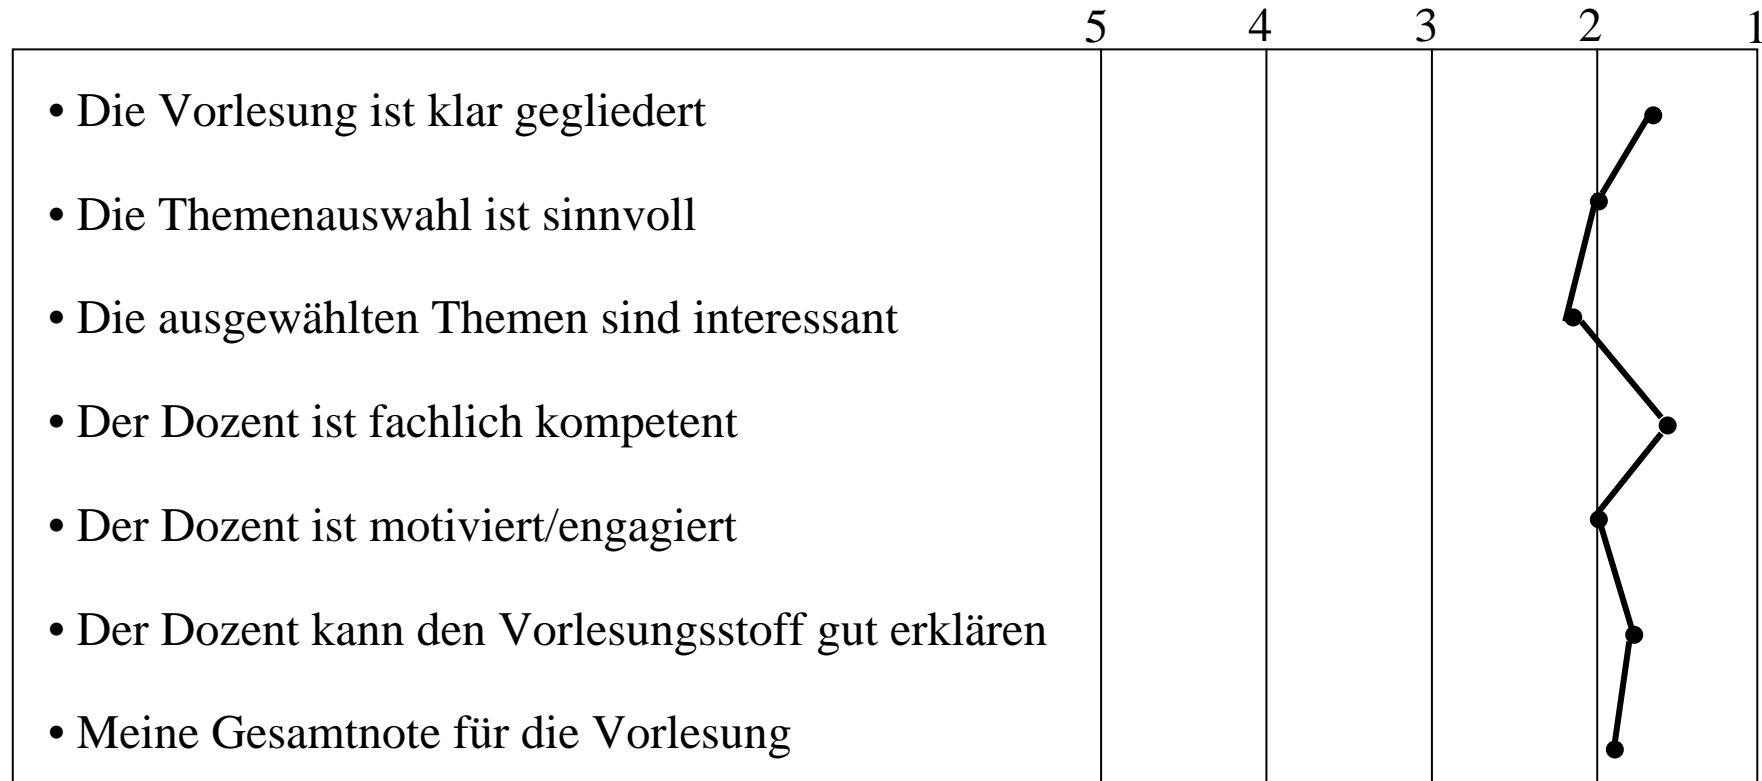 5 4 3 2 1
• Die Vorlesung ist klar gegliedert
• Die Themenauswahl ist sinnvoll
• Die ausgewählten Themen sind interessant
• Der Dozent ist fachlich kompetent
• Der Dozent ist motiviert/engagiert
• Der Dozent kann den Vorlesungsstoff gut erklären
• Meine Gesamtnote für die Vorlesung